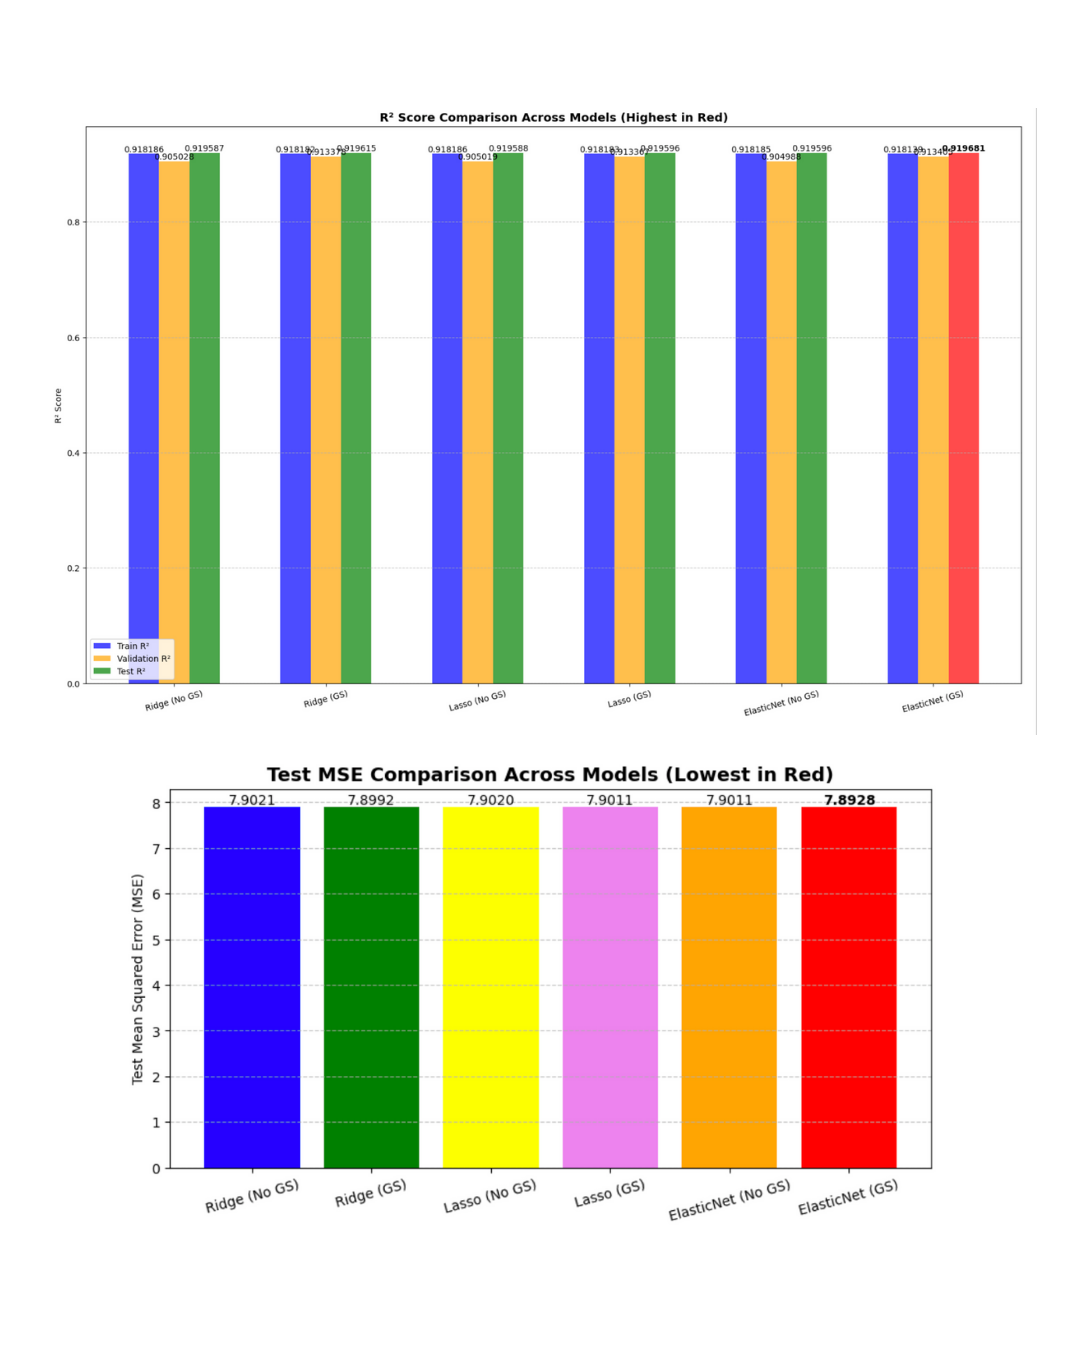 R² Score Comparison Across Models (Highest in Red)
0.918186 0.905028 0.919587 0.919615 0.918186 0.905019 0.919588 0.919596 0.918185 0.904988 0.919596 0.919681
0.8
0.6
R² Score
0.4
0.2
0.0
Train R²
Validation R²
Test R²
Ridge (No GS) Ridge (GS) Lasso (No GS) Lasso (GS) ElasticNet (No GS) ElasticNet (GS)
Test MSE Comparison Across Models (Lowest in Red)
7.9021 7.8992 7.9020 7.9011 7.9011 7.8928
8
7
6
5
4
3
2
1
0
Test Mean Squared Error (MSE)
Ridge (No GS) Ridge (GS) Lasso (No GS) Lasso (GS) ElasticNet (No GS) ElasticNet (GS)